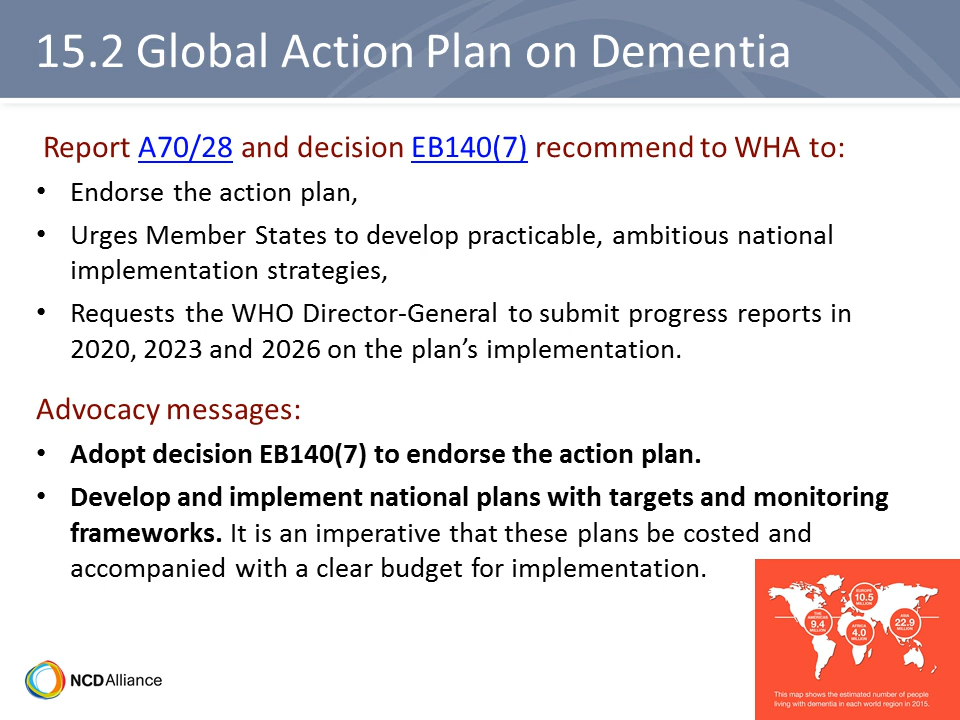 15.2 Global Action Plan on Dementia
Report A70/28 and decision EB140(7) recommend to WHA to:
• Endorse the action plan,
• Urges Member States to develop practicable, ambitious national
implementation strategies,
• Requests the WHO Director-General to submit progress reports in
2020, 2023 and 2026 on the plan’s implementation.
Advocacy messages:
• Adopt decision EB140(7) to endorse the action plan.
• Develop and implement national plans with targets and monitoring
frameworks. It is an imperative that these plans be costed and
accompanied with a clear budget for implementation.
EUROPE
10.5
MILLION
THE
AMERICAS
9.4
MILLION
AFRICA
4.0
MILLION
ASIA
22.9
MILLION
This map shows the estimated number of people
living with dementia in each world region in 2015.
NCDAlliance